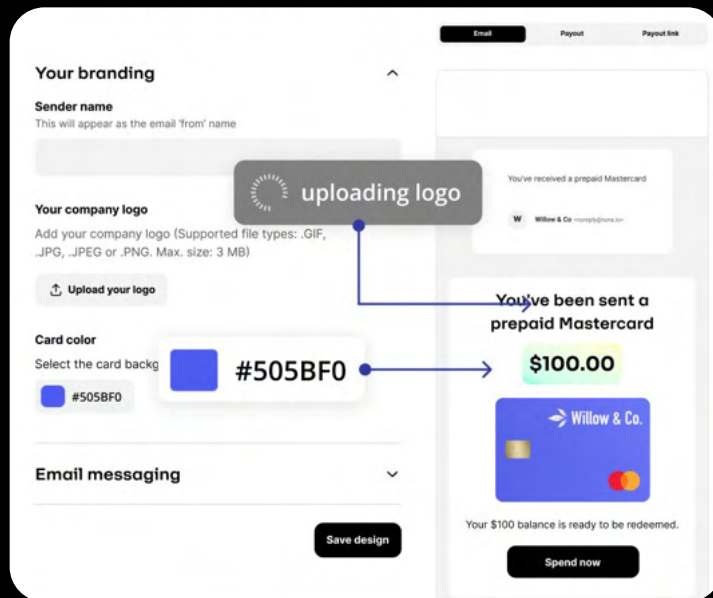 Your branding
Sender name
This will appear as the email 'from' name
uploading logo
Your company logo
Add your company logo (Supported file types: .GIF,
.JPG, .JPEG or .PNG. Max. size: 3 MB)
Upload your logo
Card color
Select the card backg
#505BF0
#505BF0
Email messaging
Save design
Email Payout Payout link
You've received a prepaid Mastercard
W Willow & Co <noreply@runa.io>
You've been sent a
prepaid Mastercard
$100.00
Willow & Co.
Your $100 balance is ready to be redeemed.
Spend now